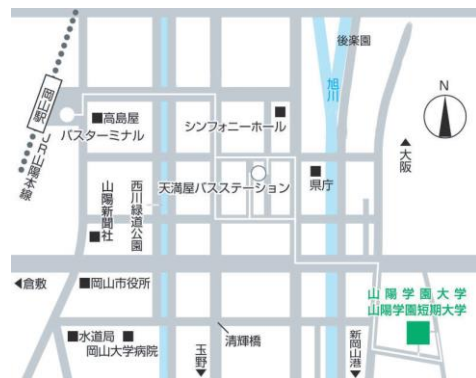 後楽園
N
旭川
岡山駅
JR山陽本線
高島屋
バスターミナル
シンフォニーホール
大阪
天満屋バスステーション
県庁
山陽新聞社
西川緑道公園
倉敷
岡山市役所
山陽学園大学
山陽学園短期大学
水道局
岡山大学病院
玉野
清輝橋
新岡山港